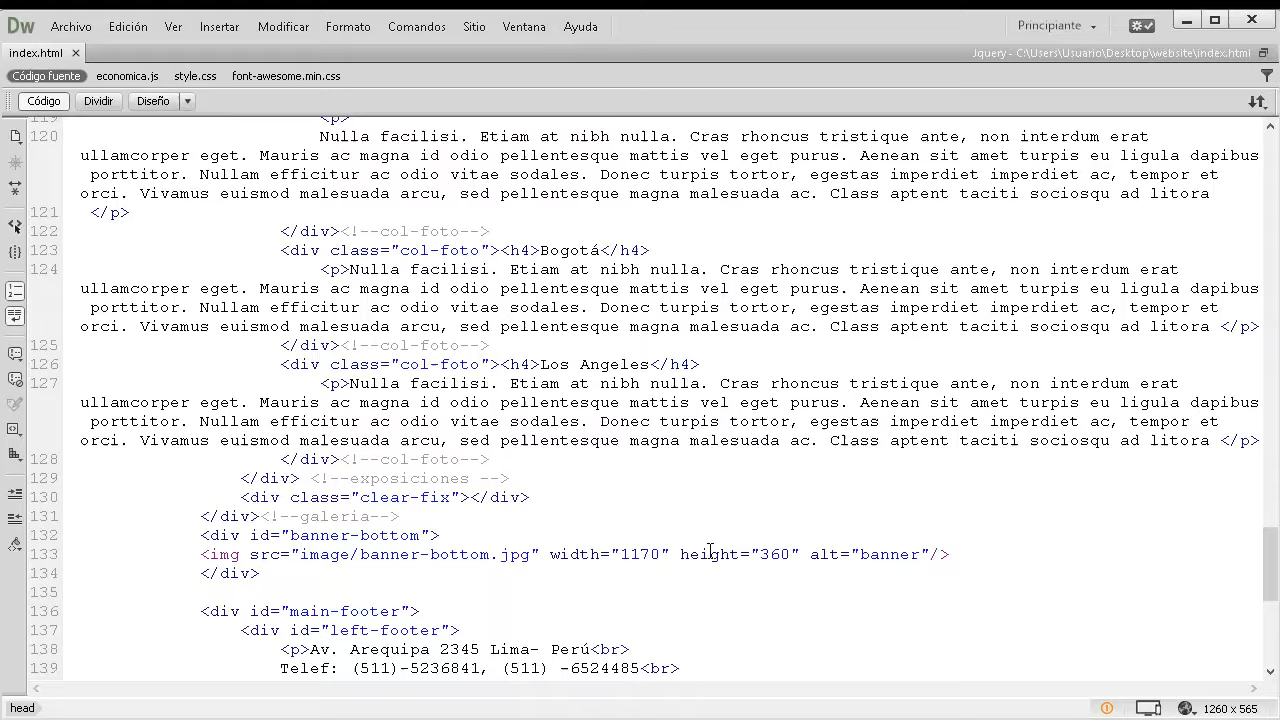 Dw Archivo Edición Ver Insertar Modificar Formato Comandos Sitio Ventana Ayuda Principiante
index.html Jquery - C:\Users\Usuario\Desktop\website\index.html
Código fuente economica.js style.css font-awesome.min.css
Código Dividir Diseño
119 <p>
120 Nulla facilisi. Etiam at nibh nulla. Cras rhoncus tristique ante, non interdum erat
ullamcorper eget. Mauris ac magna id odio pellentesque mattis vel eget purus. Aenean sit amet turpis eu ligula dapibus
porttitor. Nullam efficitur ac odio vitae sodales. Donec turpis tortor, egestas imperdiet imperdiet ac, tempor et
orci. Vivamus euismod malesuada arcu, sed pellentesque magna malesuada ac. Class aptent taciti sociosqu ad litora
121 </p>
122 </div><!--col-foto-->
123 <div class="col-foto"><h4>Bogotá</h4>
124 <p>Nulla facilisi. Etiam at nibh nulla. Cras rhoncus tristique ante, non interdum erat
ullamcorper eget. Mauris ac magna id odio pellentesque mattis vel eget purus. Aenean sit amet turpis eu ligula dapibus
porttitor. Nullam efficitur ac odio vitae sodales. Donec turpis tortor, egestas imperdiet imperdiet ac, tempor et
orci. Vivamus euismod malesuada arcu, sed pellentesque magna malesuada ac. Class aptent taciti sociosqu ad litora </p>
125 </div><!--col-foto-->
126 <div class="col-foto"><h4>Los Angeles</h4>
127 <p>Nulla facilisi. Etiam at nibh nulla. Cras rhoncus tristique ante, non interdum erat
ullamcorper eget. Mauris ac magna id odio pellentesque mattis vel eget purus. Aenean sit amet turpis eu ligula dapibus
porttitor. Nullam efficitur ac odio vitae sodales. Donec turpis tortor, egestas imperdiet imperdiet ac, tempor et
orci. Vivamus euismod malesuada arcu, sed pellentesque magna malesuada ac. Class aptent taciti sociosqu ad litora </p>
128 </div><!--col-foto-->
129 </div> <!--exposiciones -->
130 <div class="clear-fix"></div>
131 </div><!--galeria-->
132 <div id="banner-bottom">
133 <img src="image/banner-bottom.jpg" width="1170" height="360" alt="banner"/>
134 </div>
135
136 <div id="main-footer">
137 <div id="left-footer">
138 <p>Av. Arequipa 2345 Lima- Perú<br>
139 Telef: (511)-5236841, (511) -6524485<br>
head 1260 x 565